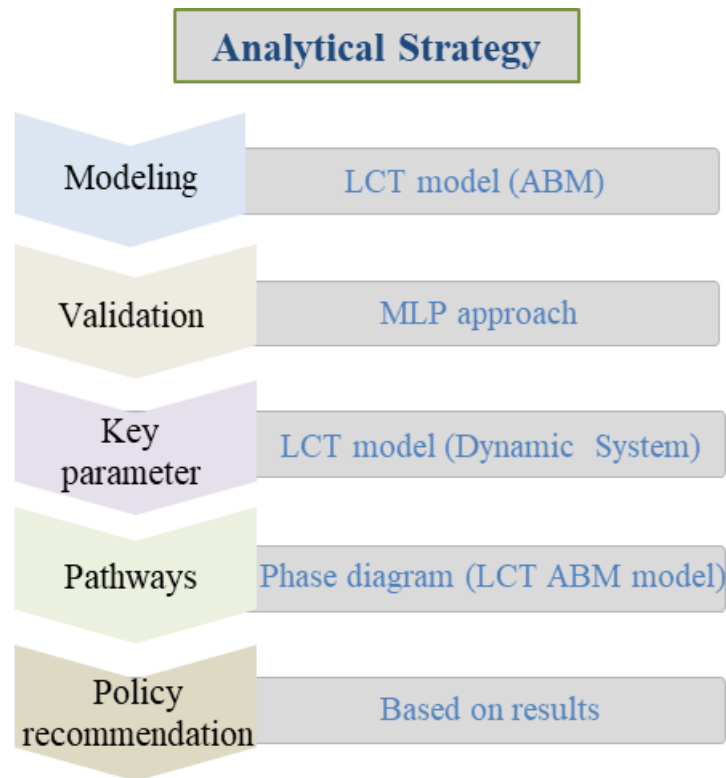 Analytical Strategy
Modeling
LCT model (ABM)
Validation
MLP approach
Key
parameter
LCT model (Dynamic System)
Pathways
Phase diagram (LCT ABM model)
Policy
recommendation
Based on results